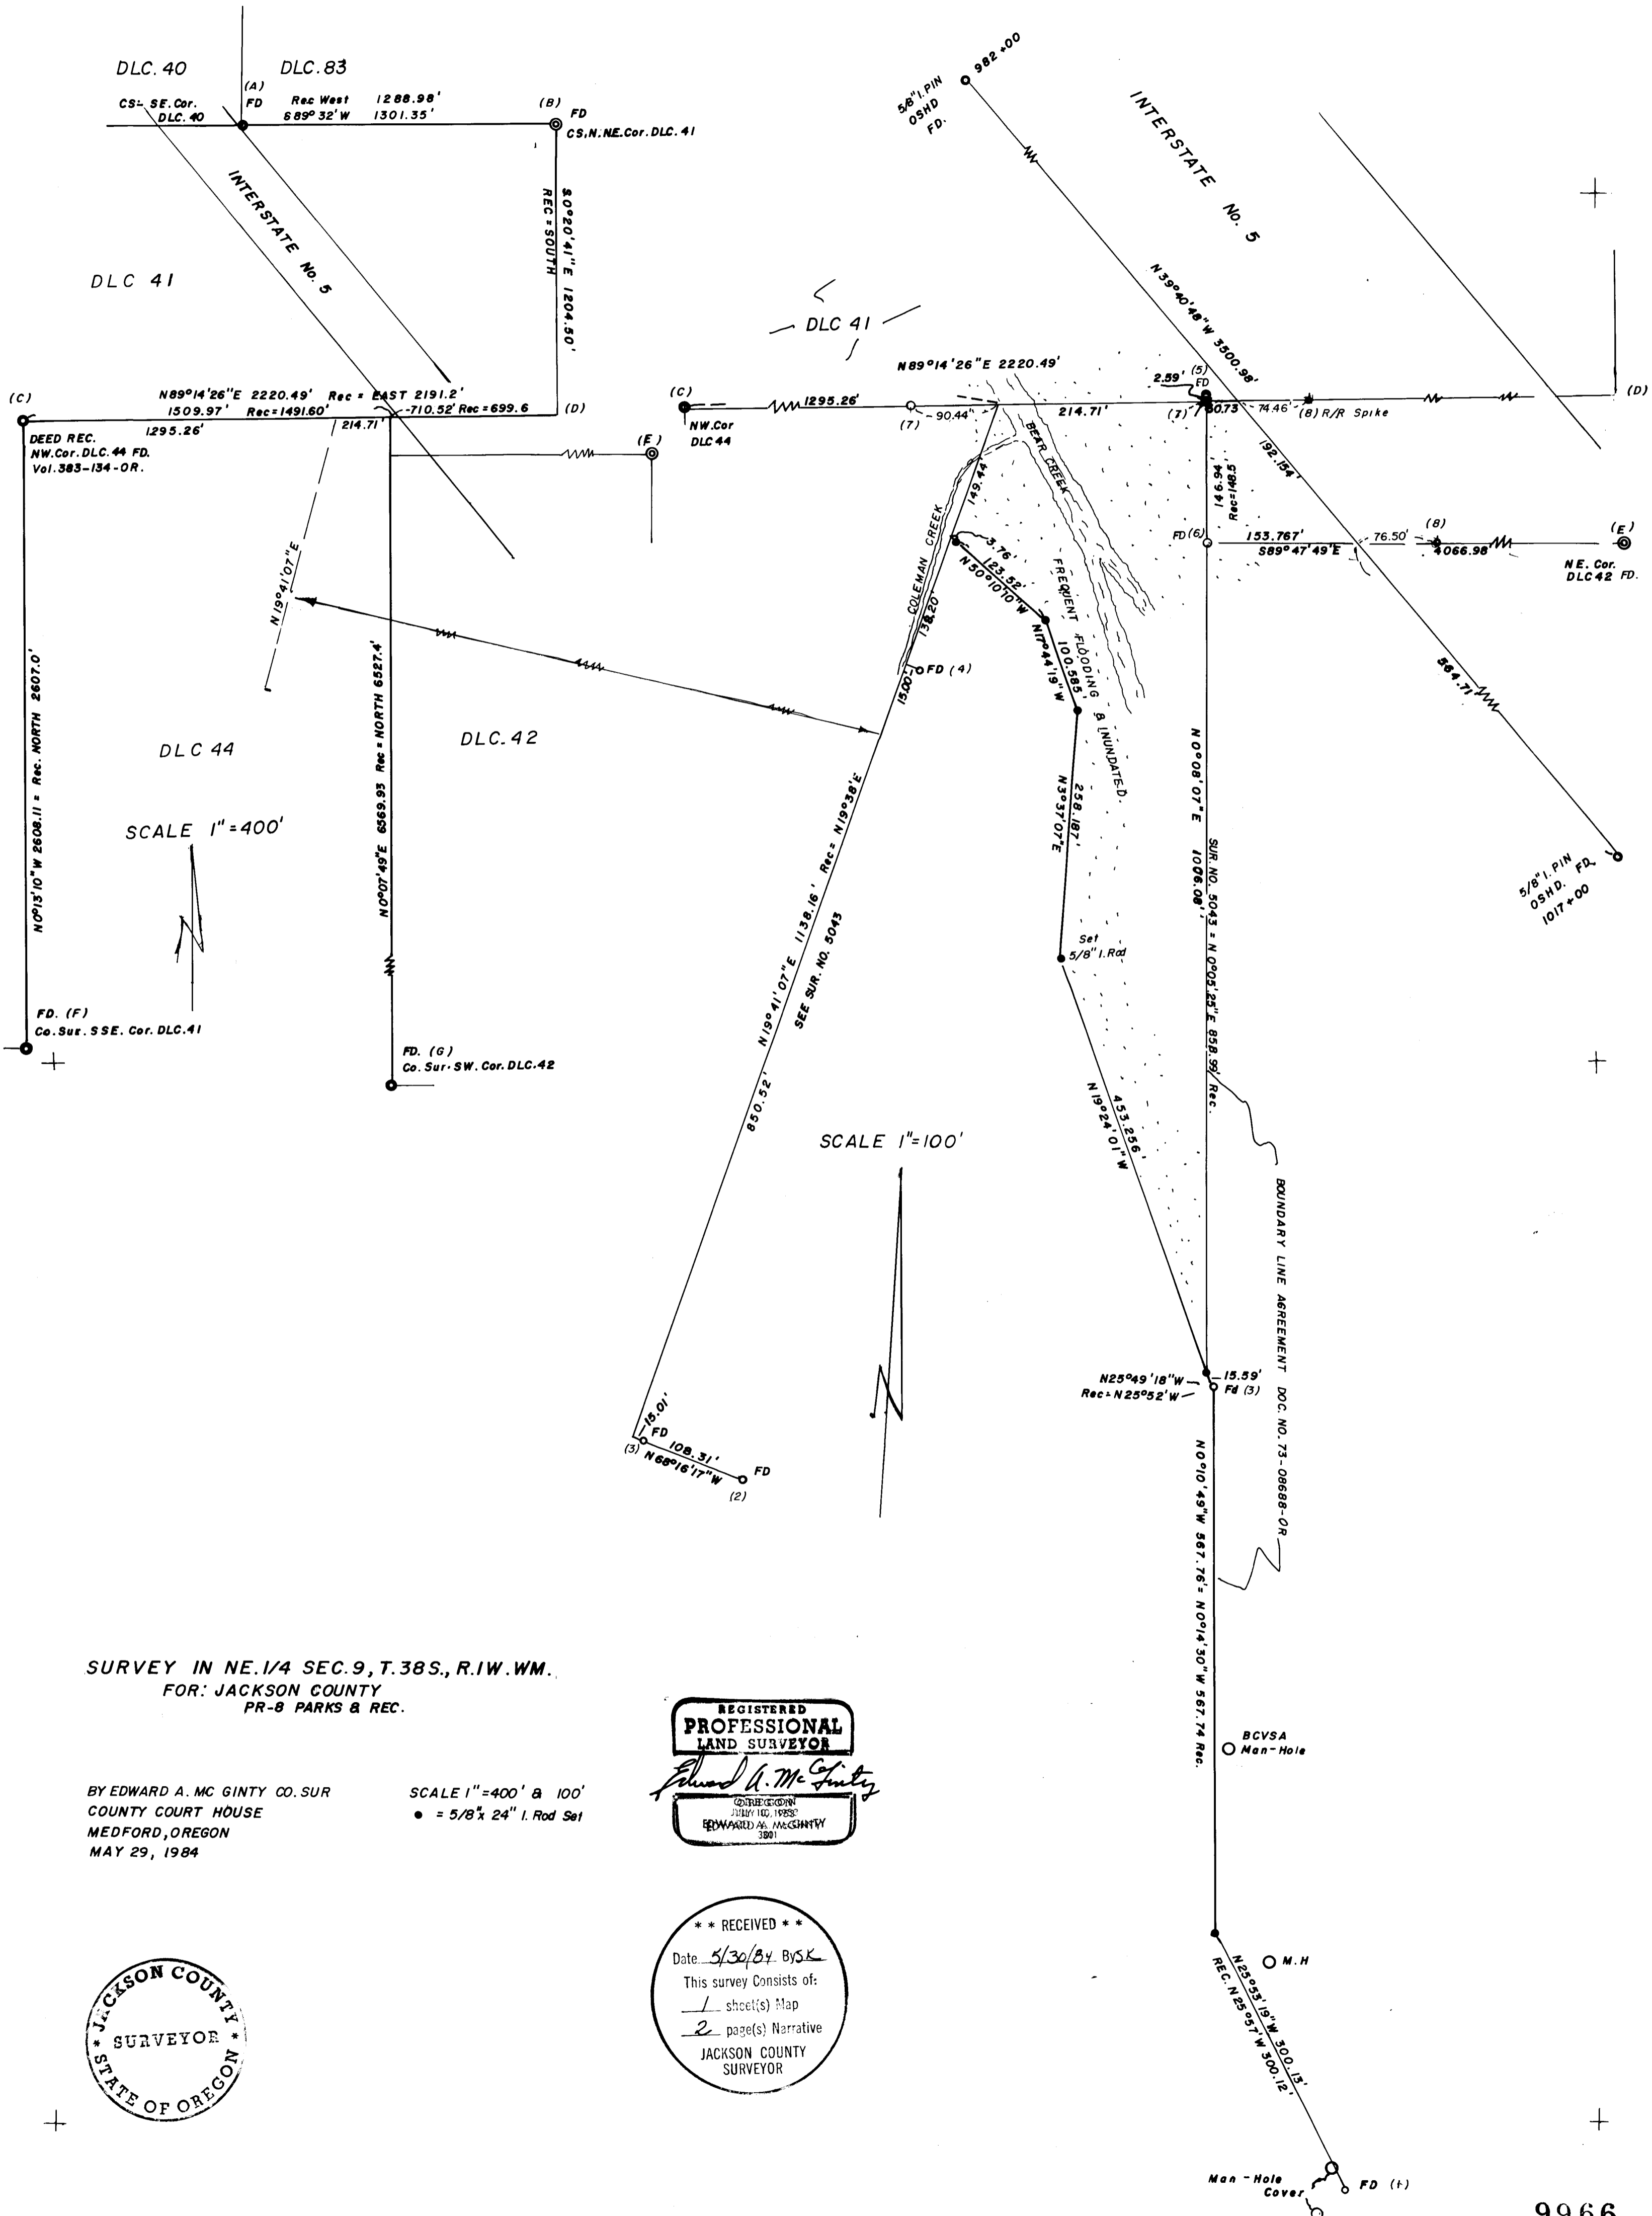 DLC. 40
DLC. 83
(A)
FD
CS- SE. Cor.
DLC. 40
Rec West 1288.98'
S89°32'W 1301.35'
(B)
FD
CS, N. NE. Cor. DLC. 41
INTERSTATE No. 5
S0°20'41"E 1204.50'
REC = SOUTH
DLC 41
(C)
N89°14'26"E 2220.49' Rec = EAST 2191.2'
1509.97' Rec=1491.60'
710.52' Rec=699.6
(D)
1295.26'
214.71'
DEED REC.
NW. Cor. DLC. 44 FD.
Vol. 383-134-OR.
(E)
N19°41'07"E
N0°13'10"W 2608.11 = Rec. NORTH 2607.0'
N0°07'49"E 6569.93 Rec = NORTH 6527.4'
DLC 44
DLC. 42
SCALE 1"=400'
FD. (F)
Co. Sur. SSE. Cor. DLC. 41
FD. (G)
Co. Sur. SW. Cor. DLC. 42
982+00
5/8" I. PIN
OSHD
FD.
INTERSTATE No. 5
N39°40'48"W 3500.98'
DLC 41
N89°14'26"E 2220.49'
(C)
1295.26'
NW. Cor
DLC 44
(7)
90.44"
214.71'
2.59'
(5)
FD
(7)
60.73
74.46'
(8) R/R Spike
(D)
192.154'
BEAR CREEK
149.44'
146.94
Rec=148.5'
COLEMAN CREEK
3.76'
123.52'
N50°10'10"W
138.20'
FD (4)
15.00'
N17°44'19"W
100.585'
FREQUENT FLOODING & INUNDATED.
FD (6)
153.767'
S89°47'49"E
76.50'
(8)
4066.98'
(E)
NE. Cor.
DLC 42 FD.
564.71'
5/8" I. PIN
OSHD. FD.
1017+00
258.187'
N3°37'07"E
N0°08'07"E 1006.08'
SUR. NO. 5043 = N0°05'25"E 858.99' Rec.
Set
5/8" I. Rod
N19°41'07"E 1138.16' Rec = N19°38'E
SEE SUR. NO. 5043
850.52'
453.256'
N19°24'01"W
SCALE 1"=100'
BOUNDARY LINE AGREEMENT DOC. NO. 73-08688-OR
N25°49'18"W
Rec = N25°52'W
15.59'
Fd (3)
15.01'
FD
(3)
108.31'
N68°16'17"W
FD
(2)
N0°10'49"W 567.76' = N0°14'30"W 567.74 Rec.
BCVSA
Man-Hole
M.H
N25°53'19"W 300.13'
REC. N25°57'W 300.12'
Man-Hole
Cover
FD (1)
SURVEY IN NE. 1/4 SEC. 9, T. 38 S., R. 1W. WM.
FOR: JACKSON COUNTY
PR-8 PARKS & REC.
BY EDWARD A. MC GINTY CO. SUR
COUNTY COURT HOUSE
MEDFORD, OREGON
MAY 29, 1984
SCALE 1"=400' & 100'
● = 5/8"x 24" I. Rod Set
REGISTERED
PROFESSIONAL
LAND SURVEYOR
Edward A. McGinty
OREGON
EDWARD A. McGINTY
JACKSON COUNTY
SURVEYOR
STATE OF OREGON
* * RECEIVED * *
Date 5/30/84 By SK
This survey Consists of:
1 sheet(s) Map
2 page(s) Narrative
JACKSON COUNTY
SURVEYOR
9966